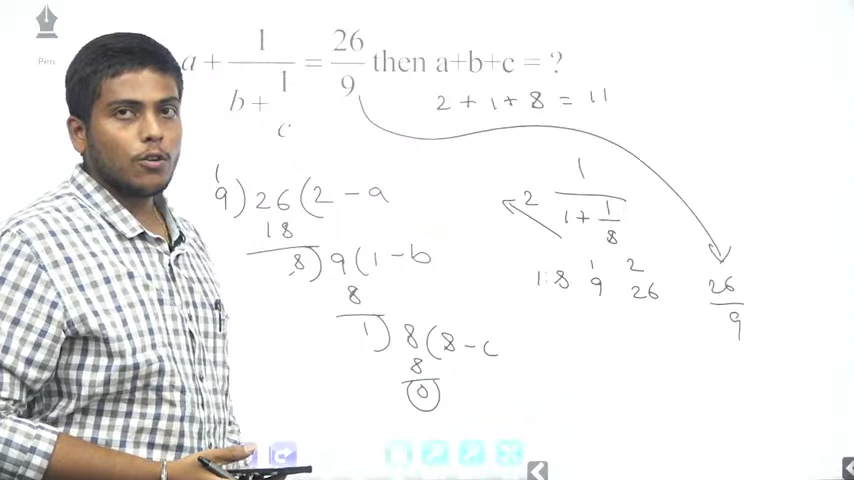 Pen
a + 1/(b + 1/c) = 26/9 then a+b+c = ?
2 + 1 + 8 = 11
1
9) 26 (2 - a
18
8) 9 (1 - b
8
1) 8 (8 - c
8
0
2 1/(1 + 1/8)
1 2
1:8 9 26
26/9